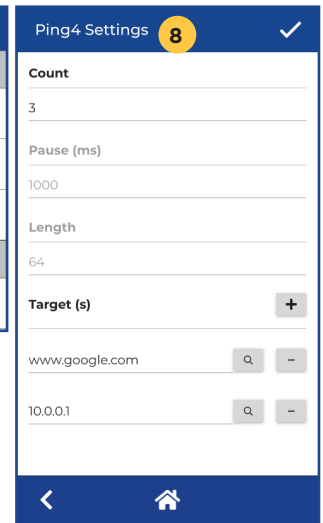 Ping4 Settings 8
Count
3
Pause (ms)
1000
Length
64
Target (s) +
www.google.com -
10.0.0.1 -